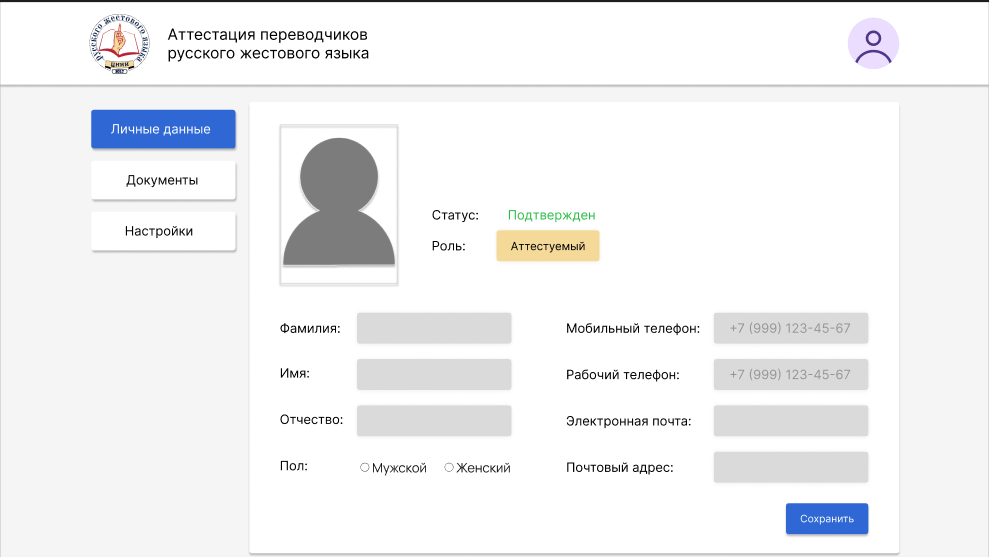 русского жестового языка
Аттестация переводчиков
русского жестового языка
Личные данные
Документы
Настройки
Статус: Подтвержден
Роль: Аттестуемый
Фамилия:
Мобильный телефон: +7 (999) 123-45-67
Имя:
Рабочий телефон: +7 (999) 123-45-67
Отчество:
Электронная почта:
Пол: Мужской Женский
Почтовый адрес:
Сохранить